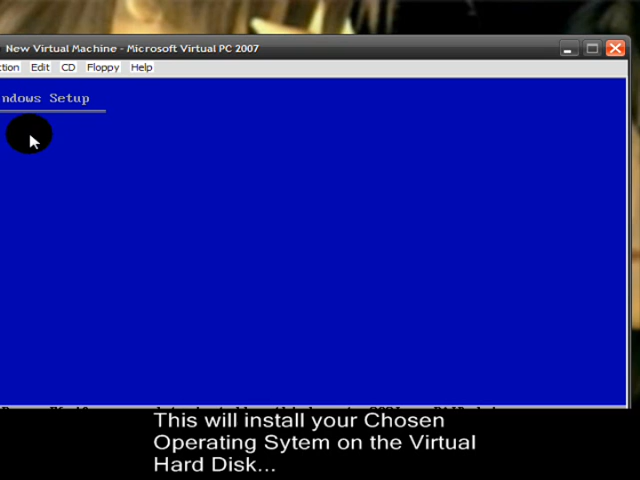 New Virtual Machine - Microsoft Virtual PC 2007
ction Edit CD Floppy Help
ndows Setup
This will install your Chosen
Operating Sytem on the Virtual
Hard Disk...